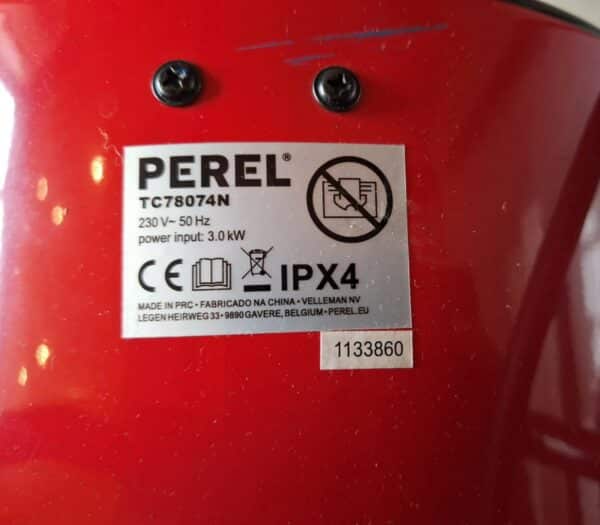 PEREL®
TC78074N
230 V~ 50 Hz
power input: 3.0 kW
CE IPX4
MADE IN PRC • FABRICADO NA CHINA • VELLEMAN NV
LEGEN HEIRWEG 33 • 9890 GAVERE, BELGIUM • PEREL.EU
1133860